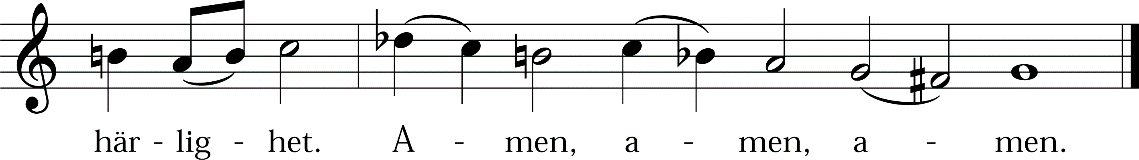 här - lig - het. A - men, a - men, a - men.